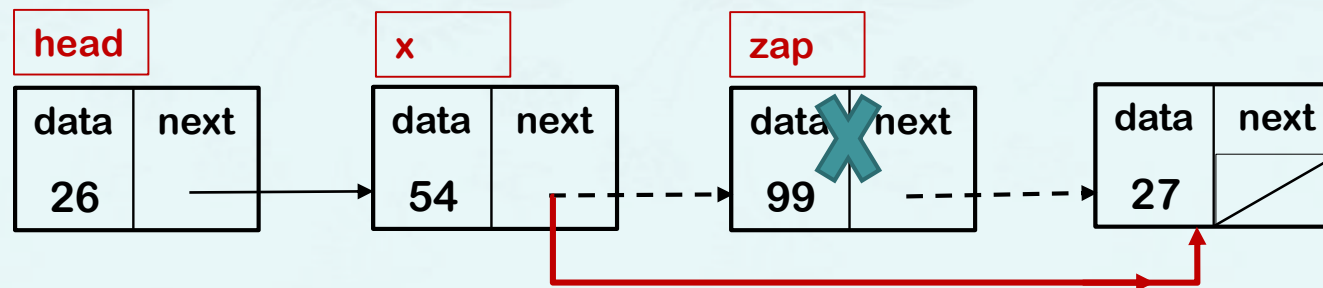 head x zap
data next data next data next data next
26 54 99 27